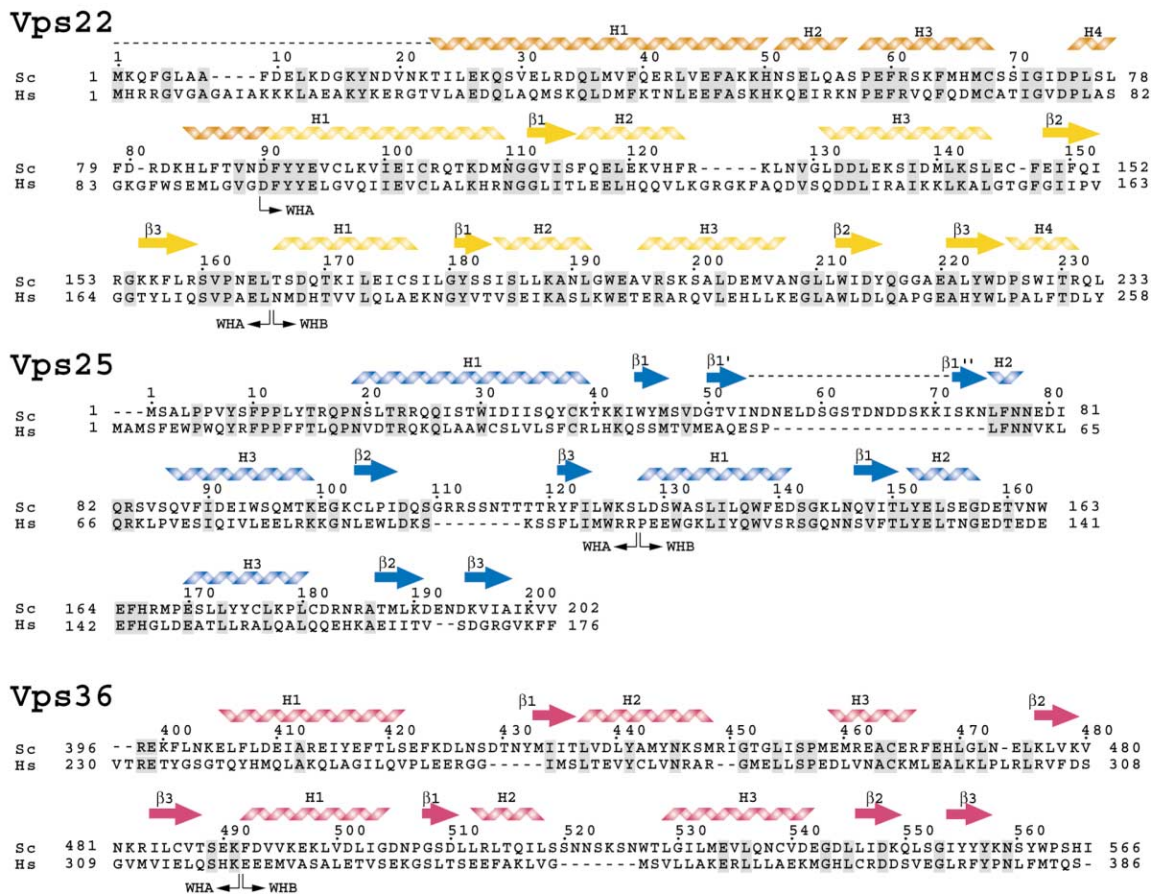 Vps22
H1 H2 H3 H4
1 10 20 30 40 50 60 70
Sc 1 MKQFGLAA----FDELKDGKYNDVNKTILEKQSVELRDQLMVFQERLVEFAKKHNSELQASPEFRSKFMHMCSSIGIDPLSL 78
Hs 1 MHRRGVGAGAIAKKKLAEAKYKERGTVLAEDQLAQMSKQLDMFKTNLEEFASKHKQEIRKNPEFRVQFQDMCATIGVDPLAS 82
H1 β1 H2 H3 β2
80 90 100 110 120 130 140 150
Sc 79 FD-RDKHLFTVNDFYYEVCLKVIEICRQTKDMNGGVISFQELEKVHFR------KLNVGLDDLEKSIDMLKSLEC-FEIFQI 152
Hs 83 GKGFWSEMLGVGDFYYELGVQIIEVCLALKHRNGGLITLEELHQQVLKGRGKFAQDVSQDDLIRAIKKLKALGTGFGIIPV 163
WHA
β3 H1 β1 H2 H3 β2 β3 H4
160 170 180 190 200 210 220 230
Sc 153 RGKKFLRSVPNELTSDQTKILEICSILGYSSISLLKANLGWEAVRSKSALDEMVANGLLWIDYQGGAEALYWDPSWITRQL 233
Hs 164 GGTYLIQSVPAELNMDHTVVLQLAEKNGYVTVSEIKASLKWETERARQVLEHLLKEGLAWLDLQAPGEAHYWLPALFTDLY 258
WHA WHB
Vps25
H1 β1 β1' β1'' H2
1 10 20 30 40 50 60 70 80
Sc 1 ---MSALPPVYSFPPLYTRQPNSLTRRQQISTWIDIISQYCKTKKIWYMSVDGTVINDNELDSGSTDNDDSKKISKNLFNNEDI 81
Hs 1 MAMSFEWPWQYRFPPFFTLQPNVDTRQKQLAAWCSLVLSFCRLHKQSSMTVMEAQESP-----------------LFNNVKL 65
H3 β2 β3 H1 β1 H2
90 100 110 120 130 140 150 160
Sc 82 QRSVSQVFIDEIWSQMTKEGKCLPIDQSGRRSSNTTTTRYFILWKSLDSWASLILQWFEDSGKLNQVITLYELSEGDETVNW 163
Hs 66 QRKLPVESIQIVLEELRKKGNLEWLDKS--------KSSFLIMWRRPEEWGKLIYQWVSRSGQNNSVFTLYELTNGEDTEDE 141
WHA WHB
H3 β2 β3
170 180 190 200
Sc 164 EFHRMPESLLYYCLKPLCDRNRATMLKDENDKVIAIKVV 202
Hs 142 EFHGLDEATLLRALQALQQEHKAEIITV--SDGRGVKFF 176
Vps36
H1 β1 H2 H3 β2
400 410 420 430 440 450 460 470 480
Sc 396 --REKFLNKELFLDEIAREIYEFTLSEFKDLNSDTNYMIITLVDLYAMYNKSMRIGTGLISPMEMREACERFEHLGLN-ELKLVKV 480
Hs 230 VTRETYGSGTQYHMQLAKQLAGILQVPLEERGG-----IMSLTEVYCLVNRAR-GMELLSPEDLVNACKMLEALKLPLRLRVFDS 308
β3 H1 β1 H2 H3 β2 β3
490 500 510 520 530 540 550 560
Sc 481 NKRILCVTSEKFDVVKEKLVDLIGDNPGSDLLRLTQILSSNNSKSNWTLGILMEVLQNCVDEGDLLIDKQLSGIYYYKNSYWPSHI 566
Hs 309 GVMVIELQSHKEEEMVASALETVSEKGSLTSEEFAKLVG------MSVLLAKERLLLAEKMGHLCRDDSVEGLRFYPNLFMTQS- 386
WHA WHB